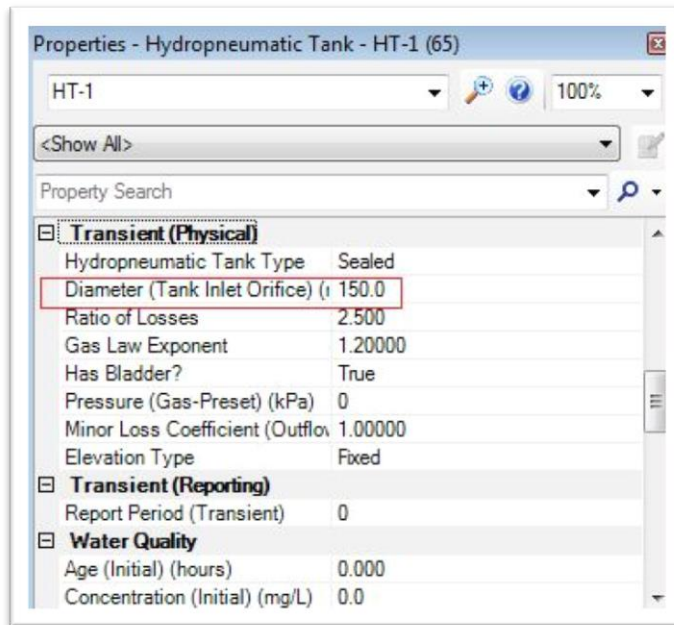 Properties - Hydropneumatic Tank - HT-1 (65)
HT-1 100%
<Show All>
Property Search
Transient (Physical)
Hydropneumatic Tank Type Sealed
Diameter (Tank Inlet Orifice) ( 150.0
Ratio of Losses 2.500
Gas Law Exponent 1.20000
Has Bladder? True
Pressure (Gas-Preset) (kPa) 0
Minor Loss Coefficient (Outflo 1.00000
Elevation Type Fixed
Transient (Reporting)
Report Period (Transient) 0
Water Quality
Age (Initial) (hours) 0.000
Concentration (Initial) (mg/L) 0.0